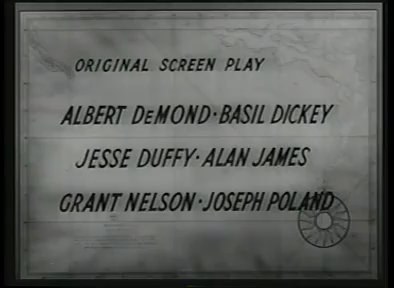 ORIGINAL SCREEN PLAY
ALBERT DeMOND·BASIL DICKEY
JESSE DUFFY·ALAN JAMES
GRANT NELSON·JOSEPH POLAND